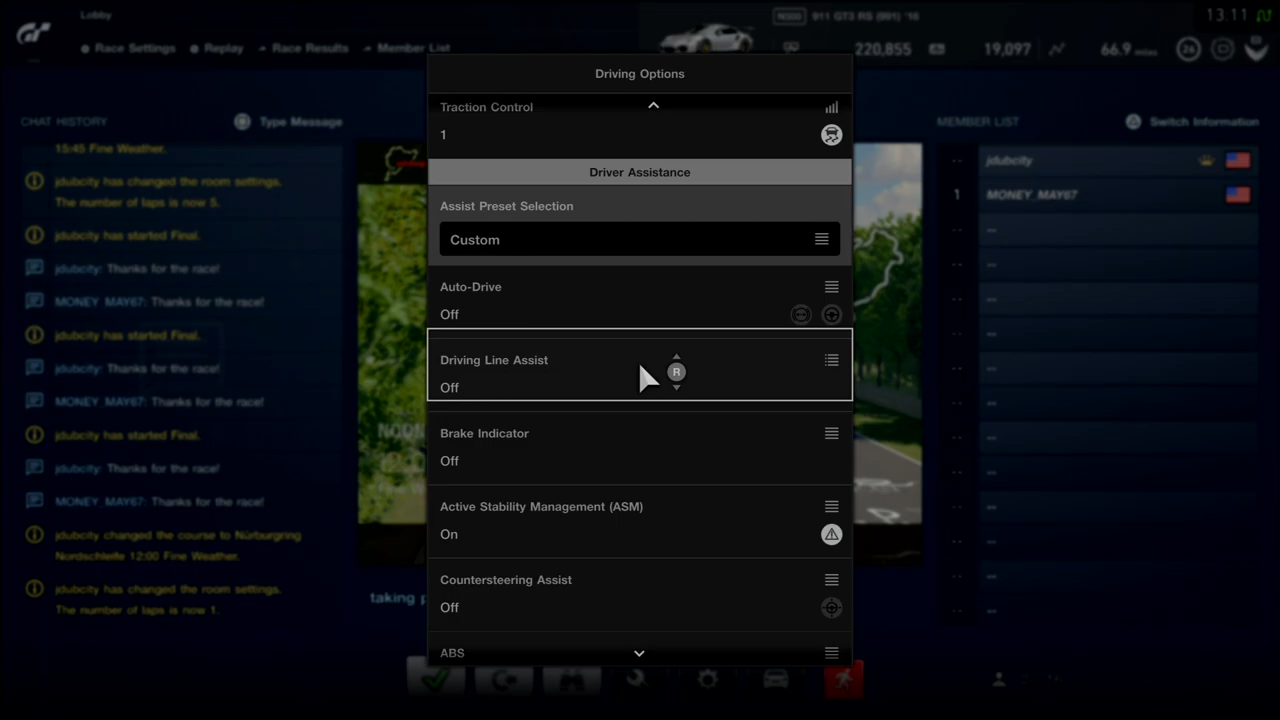 Lobby
N500 911 GT3 RS (991) '16
13:11
Race Settings
Replay
Race Results
Member List
220,855
19,097
66.9 miles
26
D
CHAT HISTORY
Type Message
15:45 Fine Weather.
jdubcity has changed the room settings.
The number of laps is now 5.
jdubcity has started Final.
jdubcity: Thanks for the race!
MONEY_MAY67: Thanks for the race!
jdubcity has started Final.
jdubcity: Thanks for the race!
MONEY_MAY67: Thanks for the race!
jdubcity has started Final.
jdubcity: Thanks for the race!
MONEY_MAY67: Thanks for the race!
jdubcity changed the course to Nürburgring
Nordschleife 12:00 Fine Weather.
jdubcity has changed the room settings.
The number of laps is now 1.
taking p
Driving Options
Traction Control
1
Driver Assistance
Assist Preset Selection
Custom
Auto-Drive
Off
Driving Line Assist
Off
R
Brake Indicator
Off
Active Stability Management (ASM)
On
Countersteering Assist
Off
ABS
MEMBER LIST
Switch Information
-- jdubcity
1 MONEY_MAY67
-- --
-- --
-- --
-- --
-- --
-- --
-- --
-- --
-- --
-- --
-- --
-- --